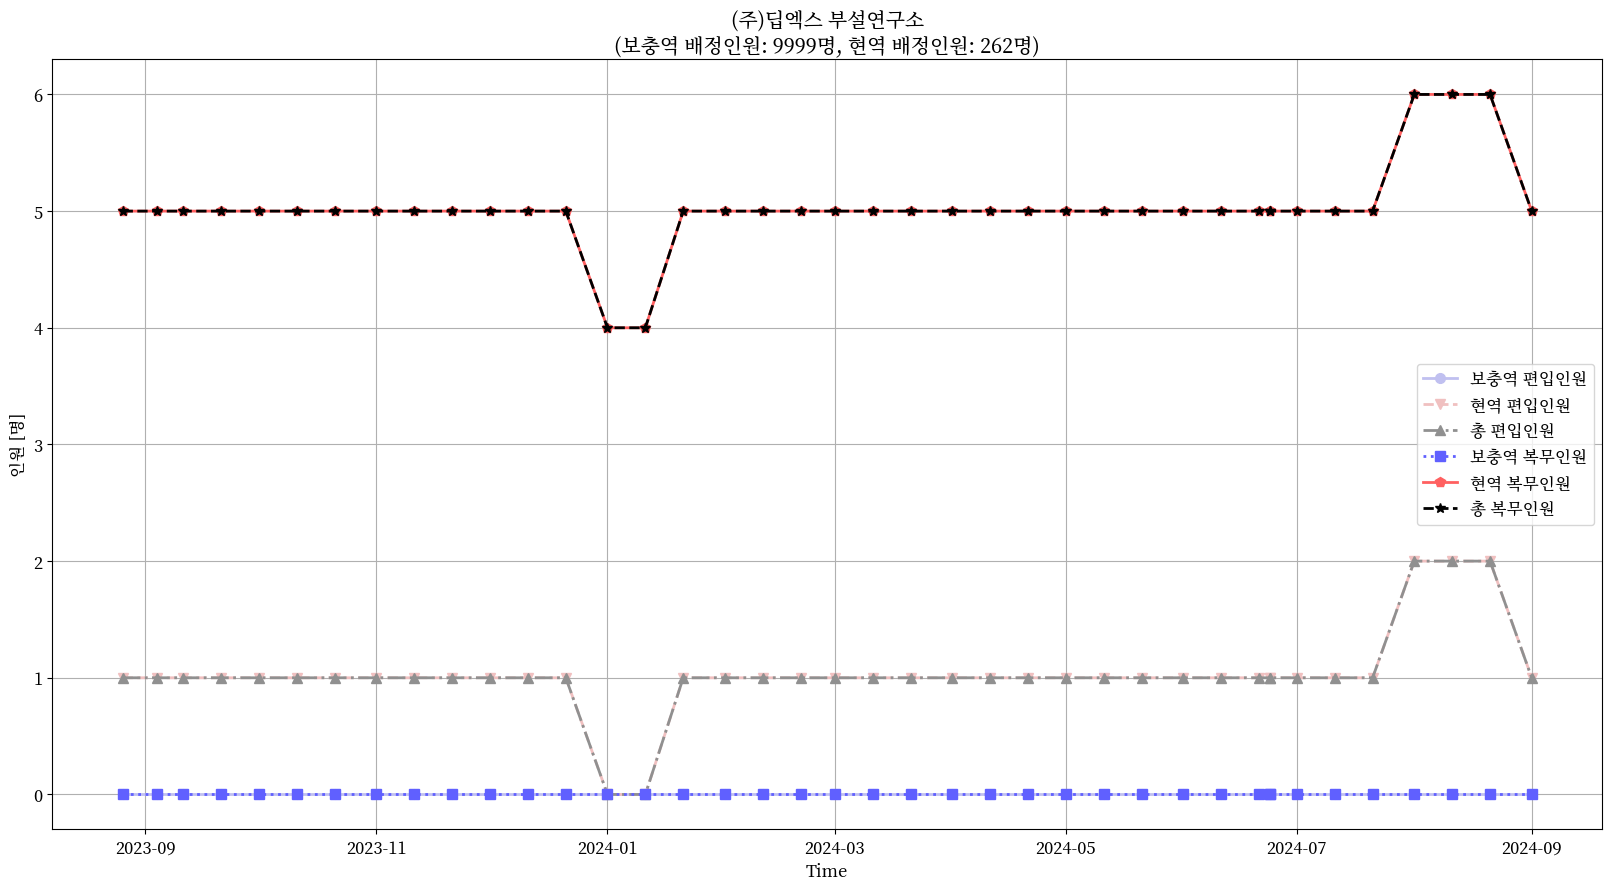 (주)딥엑스 부설연구소
(보충역 배정인원: 9999명, 현역 배정인원: 262명)
6
5
4
3
2
1
0
인원 [명]
보충역 편입인원
현역 편입인원
총 편입인원
보충역 복무인원
현역 복무인원
총 복무인원
2023-09 2023-11 2024-01 2024-03 2024-05 2024-07 2024-09
Time